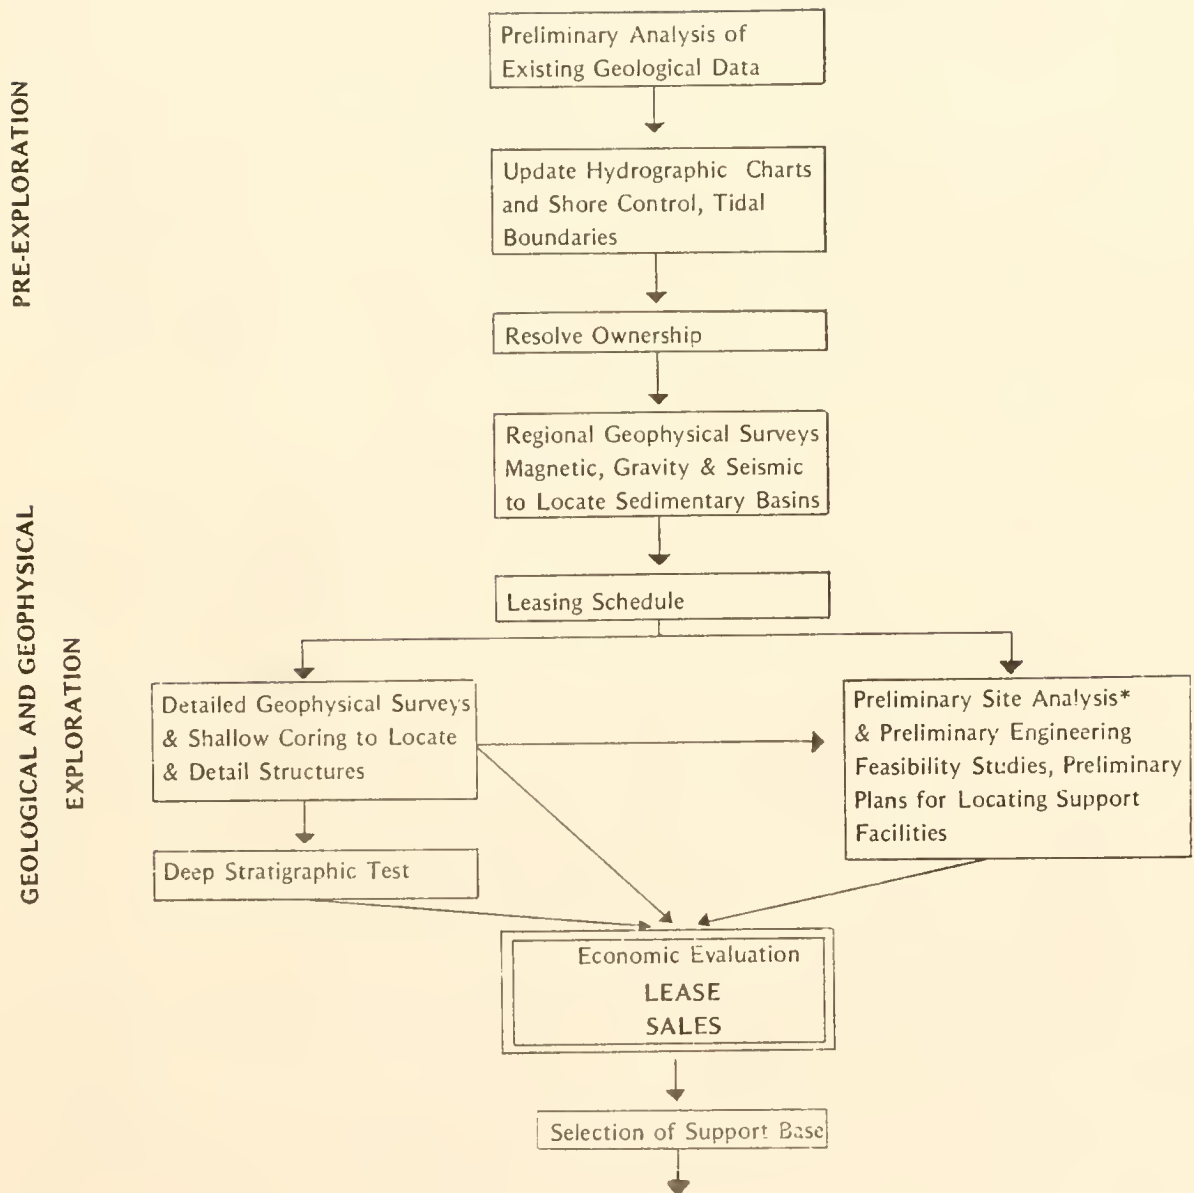 PRE-EXPLORATION
Preliminary Analysis of
Existing Geological Data
Update Hydrographic Charts
and Shore Control, Tidal
Boundaries
Resolve Ownership
GEOLOGICAL AND GEOPHYSICAL
EXPLORATION
Regional Geophysical Surveys
Magnetic, Gravity & Seismic
to Locate Sedimentary Basins
Leasing Schedule
Detailed Geophysical Surveys
& Shallow Coring to Locate
& Detail Structures
Preliminary Site Analysis*
& Preliminary Engineering
Feasibility Studies, Preliminary
Plans for Locating Support
Facilities
Deep Stratigraphic Test
Economic Evaluation
LEASE
SALES
Selection of Support Base